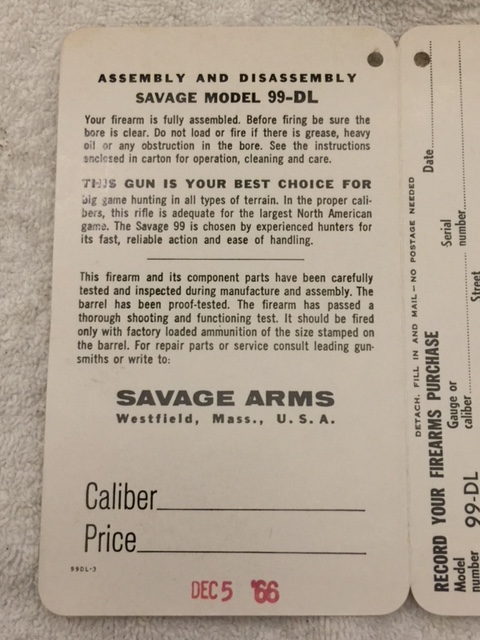 ASSEMBLY AND DISASSEMBLY
SAVAGE MODEL 99-DL
Your firearm is fully assembled. Before firing be sure the
bore is clear. Do not load or fire if there is grease, heavy
oil or any obstruction in the bore. See the instructions
enclosed in carton for operation, cleaning and care.
THIS GUN IS YOUR BEST CHOICE FOR
big game hunting in all types of terrain. In the proper cali-
bers, this rifle is adequate for the largest North American
game. The Savage 99 is chosen by experienced hunters for
its fast, reliable action and ease of handling.
This firearm and its component parts have been carefully
tested and inspected during manufacture and assembly. The
barrel has been proof-tested. The firearm has passed a
thorough shooting and functioning test. It should be fired
only with factory loaded ammunition of the size stamped on
the barrel. For repair parts or service consult leading gun-
smiths or write to:
SAVAGE ARMS
Westfield, Mass., U. S. A.
Caliber
Price
99DL-3
DEC 5 '66
DETACH, FILL IN AND MAIL — NO POSTAGE NEEDED
RECORD YOUR FIREARMS PURCHASE
Date
Model
number 99-DL
Gauge or
caliber
Serial
number
Street